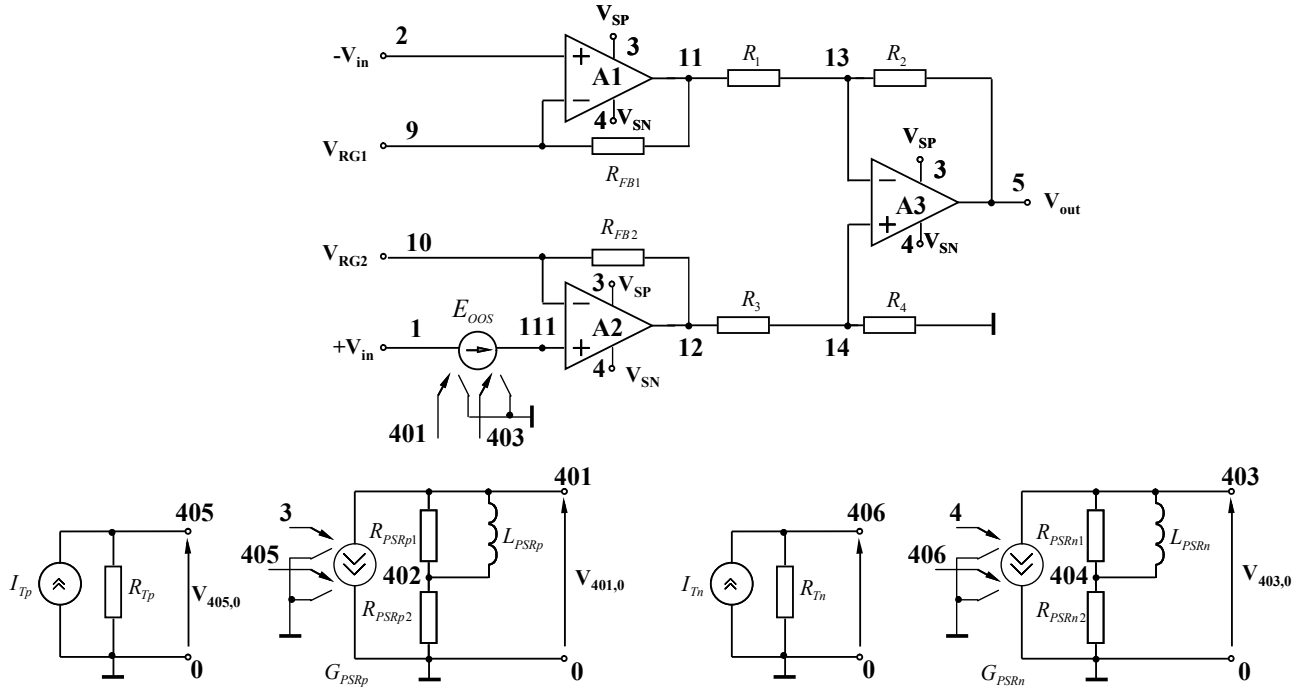 V_SP
2
3
11
R_1
13
R_2
-V_in
+
A1
−
4
V_SN
9
V_RG1
R_FB1
V_SP
3
−
A3
+
5
V_out
4
V_SN
10
V_RG2
R_FB2
3
V_SP
−
A2
+
E_OOS
1
111
12
R_3
14
R_4
+V_in
4
V_SN
401
403
405
I_Tp
R_Tp
V_405,0
0
3
405
402
R_PSRp1
L_PSRp
R_PSRp2
G_PSRp
401
V_401,0
0
406
I_Tn
R_Tn
V_406,0
0
4
406
404
R_PSRn1
L_PSRn
R_PSRn2
G_PSRn
403
V_403,0
0